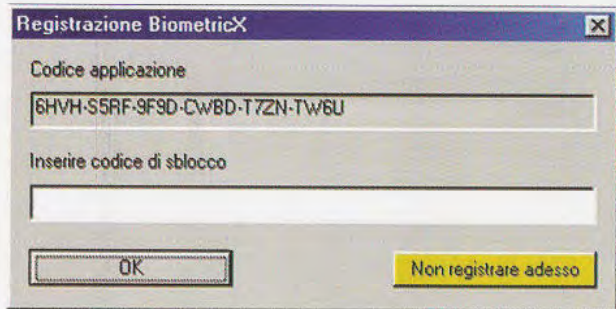 Registrazione BiometricX
Codice applicazione
6HVH-S5RF-9F9D-CWBD-T7ZN-TW6U
Inserire codice di sblocco
OK
Non registrare adesso